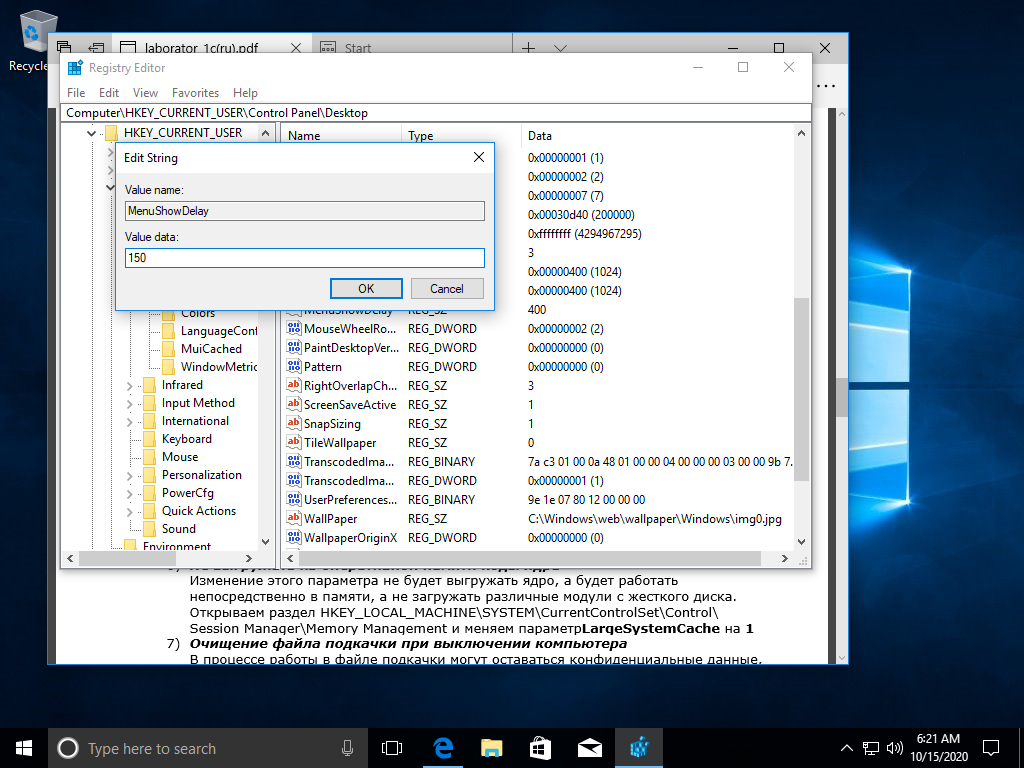 Recycle
laborator_1c(ru).pdf
Start
Registry Editor
File Edit View Favorites Help
Computer\HKEY_CURRENT_USER\Control Panel\Desktop
HKEY_CURRENT_USER
Name Type Data
Edit String
Value name:
MenuShowDelay
Value data:
150
OK Cancel
0x00000001 (1)
0x00000002 (2)
0x00000007 (7)
0x00030d40 (200000)
0xffffffff (4294967295)
3
0x00000400 (1024)
0x00000400 (1024)
MenuShowDelay REG_SZ 400
MouseWheelRo... REG_DWORD 0x00000002 (2)
PaintDesktopVer... REG_DWORD 0x00000000 (0)
Pattern REG_DWORD 0x00000000 (0)
RightOverlapCh... REG_SZ 3
ScreenSaveActive REG_SZ 1
SnapSizing REG_SZ 1
TileWallpaper REG_SZ 0
TranscodedIma... REG_BINARY 7a c3 01 00 0a 48 01 00 00 04 00 00 00 03 00 00 9b 7.
TranscodedIma... REG_DWORD 0x00000001 (1)
UserPreferences... REG_BINARY 9e 1e 07 80 12 00 00 00
WallPaper REG_SZ C:\Windows\web\wallpaper\Windows\img0.jpg
WallpaperOriginX REG_DWORD 0x00000000 (0)
Colors
LanguageCont
MuiCached
WindowMetric
Infrared
Input Method
International
Keyboard
Mouse
Personalization
PowerCfg
Quick Actions
Sound
Environment
Изменение этого параметра не будет выгружать ядро, а будет работать
непосредственно в памяти, а не загружать различные модули с жесткого диска.
Открываем раздел HKEY_LOCAL_MACHINE\SYSTEM\CurrentControlSet\Control\
Session Manager\Memory Management и меняем параметрLargeSystemCache на 1
7) Очищение файла подкачки при выключении компьютера
В процессе работы в файле подкачки могут оставаться конфиденциальные данные,
Type here to search
6:21 AM
10/15/2020